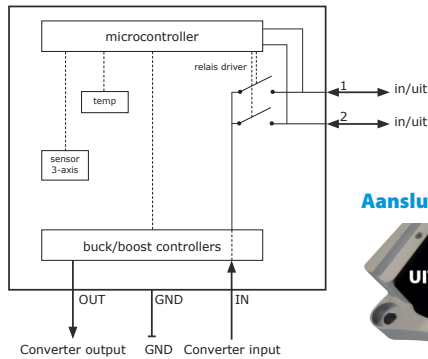 microcontroller
relais driver
temp
sensor
3-axis
1
in/uit
2
in/uit
buck/boost controllers
OUT
GND
IN
Converter output
GND
Converter input